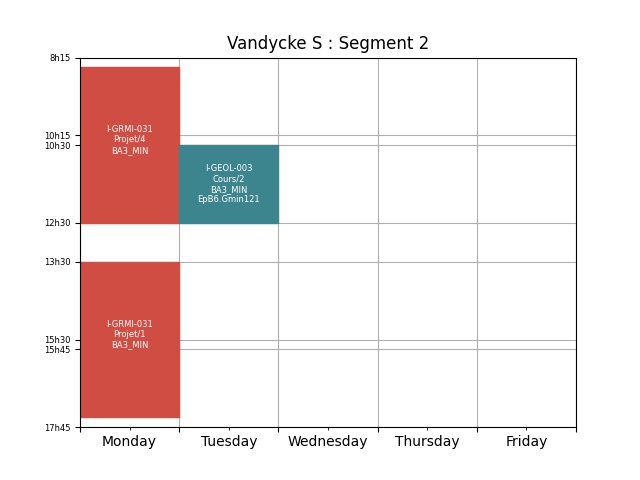 Vandycke S : Segment 2
8h15
10h15
10h30
12h30
13h30
15h30
15h45
17h45
I-GRMI-031
Projet/4
BA3_MIN
I-GEOL-003
Cours/2
BA3_MIN
EpB6.Gmin121
I-GRMI-031
Projet/1
BA3_MIN
Monday
Tuesday
Wednesday
Thursday
Friday